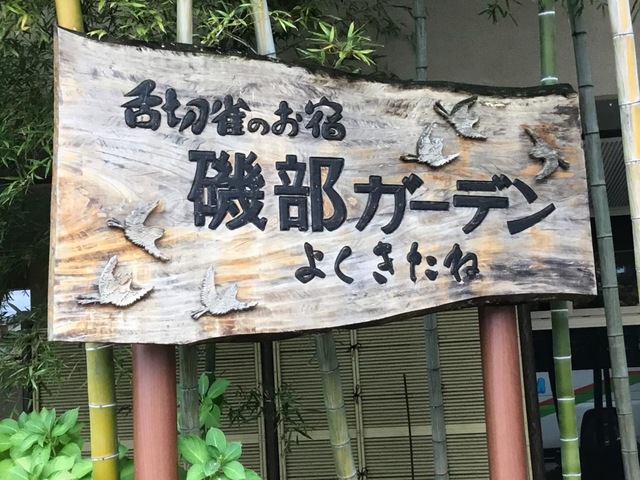 舌切雀のお宿
磯部ガーデン
よくきたね